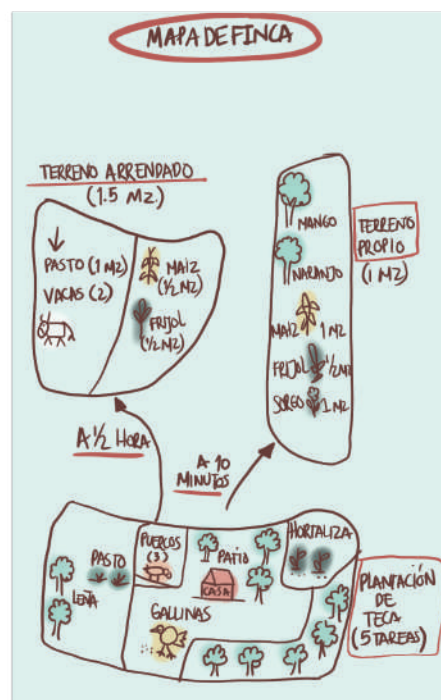 MAPA DE FINCA
TERRENO ARRENDADO
(1.5 MZ)
PASTO (1 MZ)
VACAS (2)
MAIZ
(½ MZ)
FRIJOL
(½ MZ)
MANGO
NARANJO
MAIZ 1 MZ
FRIJOL ½ MZ
SORGO 1 MZ
TERRENO
PROPIO
(1 MZ)
A ½ HORA
A 10
MINUTOS
PASTO
LEÑA
PUERCOS
(3)
PATIO
CASA
GALLINAS
HORTALIZA
PLANTACIÓN
DE
TECA
(5 TAREAS)